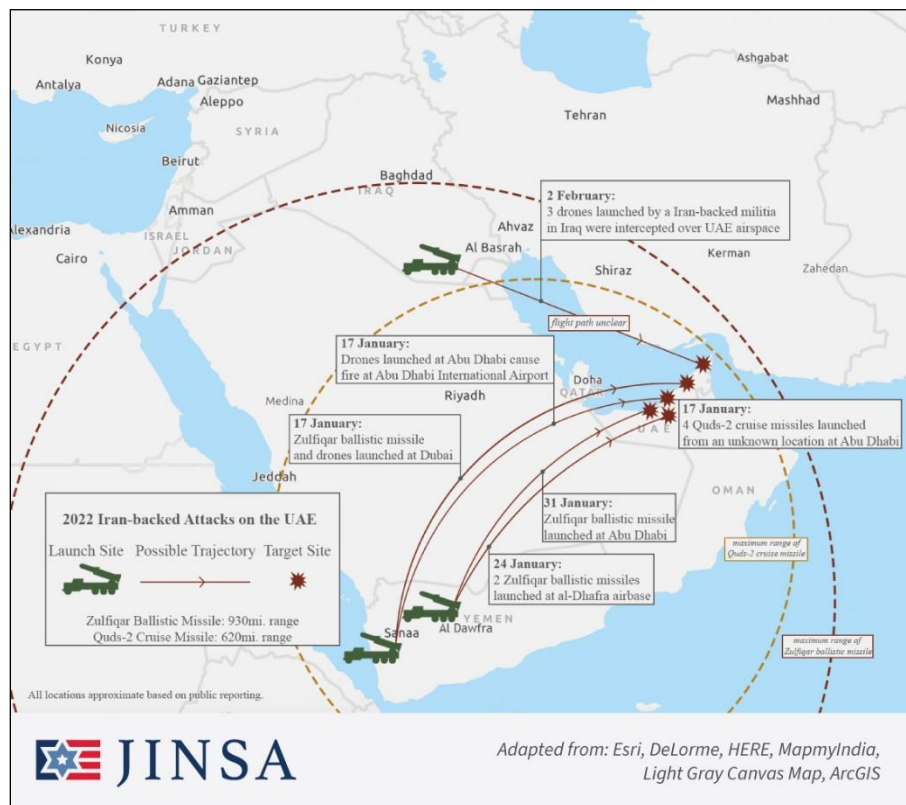 TURKEY
Konya
Antalya
Adana
Gaziantep
Aleppo
Nicosia
SYRIA
Beirut
Ashgabat
Mashhad
Tehran
Baghdad
IRAQ
Alexandria
Amman
ISRAEL
JORDAN
Cairo
Ahvaz
Al Basrah
Shiraz
Kerman
Zahedan
2 February:
3 drones launched by a Iran-backed militia
in Iraq were intercepted over UAE airspace
flight path unclear
EGYPT
17 January:
Drones launched at Abu Dhabi cause
fire at Abu Dhabi International Airport
Doha
QATAR
Medina
Riyadh
17 January:
Zulfiqar ballistic missile
and drones launched at Dubai
17 January:
4 Quds-2 cruise missiles launched
from an unknown location at Abu Dhabi
UAE
Jeddah
OMAN
31 January:
Zulfiqar ballistic missile
launched at Abu Dhabi
24 January:
2 Zulfiqar ballistic missiles
launched at al-Dhafra airbase
maximum range of
Quds-2 cruise missile
maximum range of
Zulfiqar ballistic missile
2022 Iran-backed Attacks on the UAE
Launch Site Possible Trajectory Target Site
Zulfiqar Ballistic Missile: 930mi. range
Quds-2 Cruise Missile: 620mi. range
YEMEN
Sanaa
Al Dawfra
All locations approximate based on public reporting.
JINSA
Adapted from: Esri, DeLorme, HERE, MapmyIndia,
Light Gray Canvas Map, ArcGIS